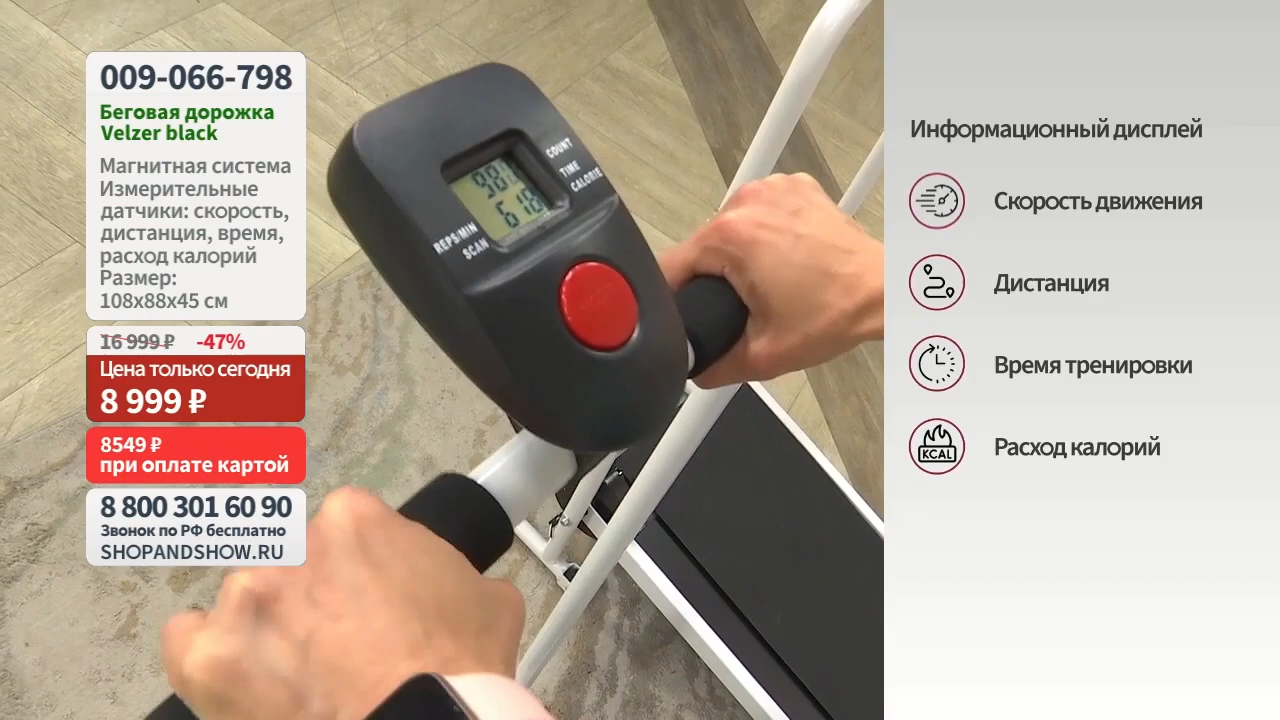 009-066-798
Беговая дорожка
Velzer black
Магнитная система
Измерительные
датчики: скорость,
дистанция, время,
расход калорий
Размер:
108x88x45 см
16 999 ₽ -47%
Цена только сегодня
8 999 ₽
8549 ₽
при оплате картой
8 800 301 60 90
Звонок по РФ бесплатно
SHOPANDSHOW.RU
COUNT
TIME
CALORIE
REPS/MIN
SCAN
618
Информационный дисплей
Скорость движения
Дистанция
Время тренировки
KCAL
Расход калорий